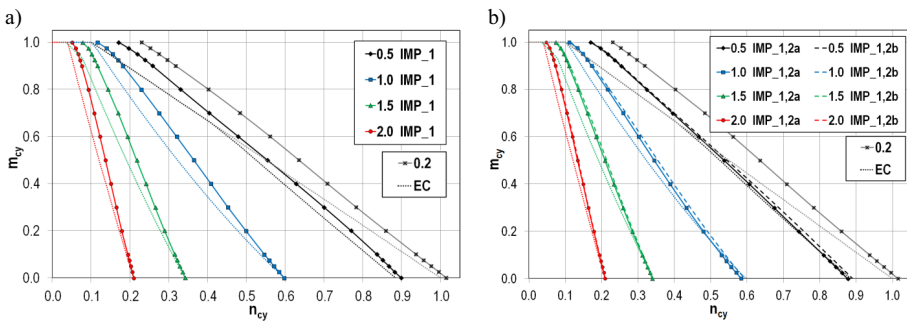 a)
1.0
0.8
0.6
0.4
0.2
0.0
m_cy
0.0 0.1 0.2 0.3 0.4 0.5 0.6 0.7 0.8 0.9 1.0
n_cy
0.5 IMP_1
1.0 IMP_1
1.5 IMP_1
2.0 IMP_1
0.2
EC
b)
1.0
0.8
0.6
0.4
0.2
0.0
m_cy
0.0 0.1 0.2 0.3 0.4 0.5 0.6 0.7 0.8 0.9 1.0
n_cy
0.5 IMP_1,2a 0.5 IMP_1,2b
1.0 IMP_1,2a 1.0 IMP_1,2b
1.5 IMP_1,2a 1.5 IMP_1,2b
2.0 IMP_1,2a 2.0 IMP_1,2b
0.2
EC